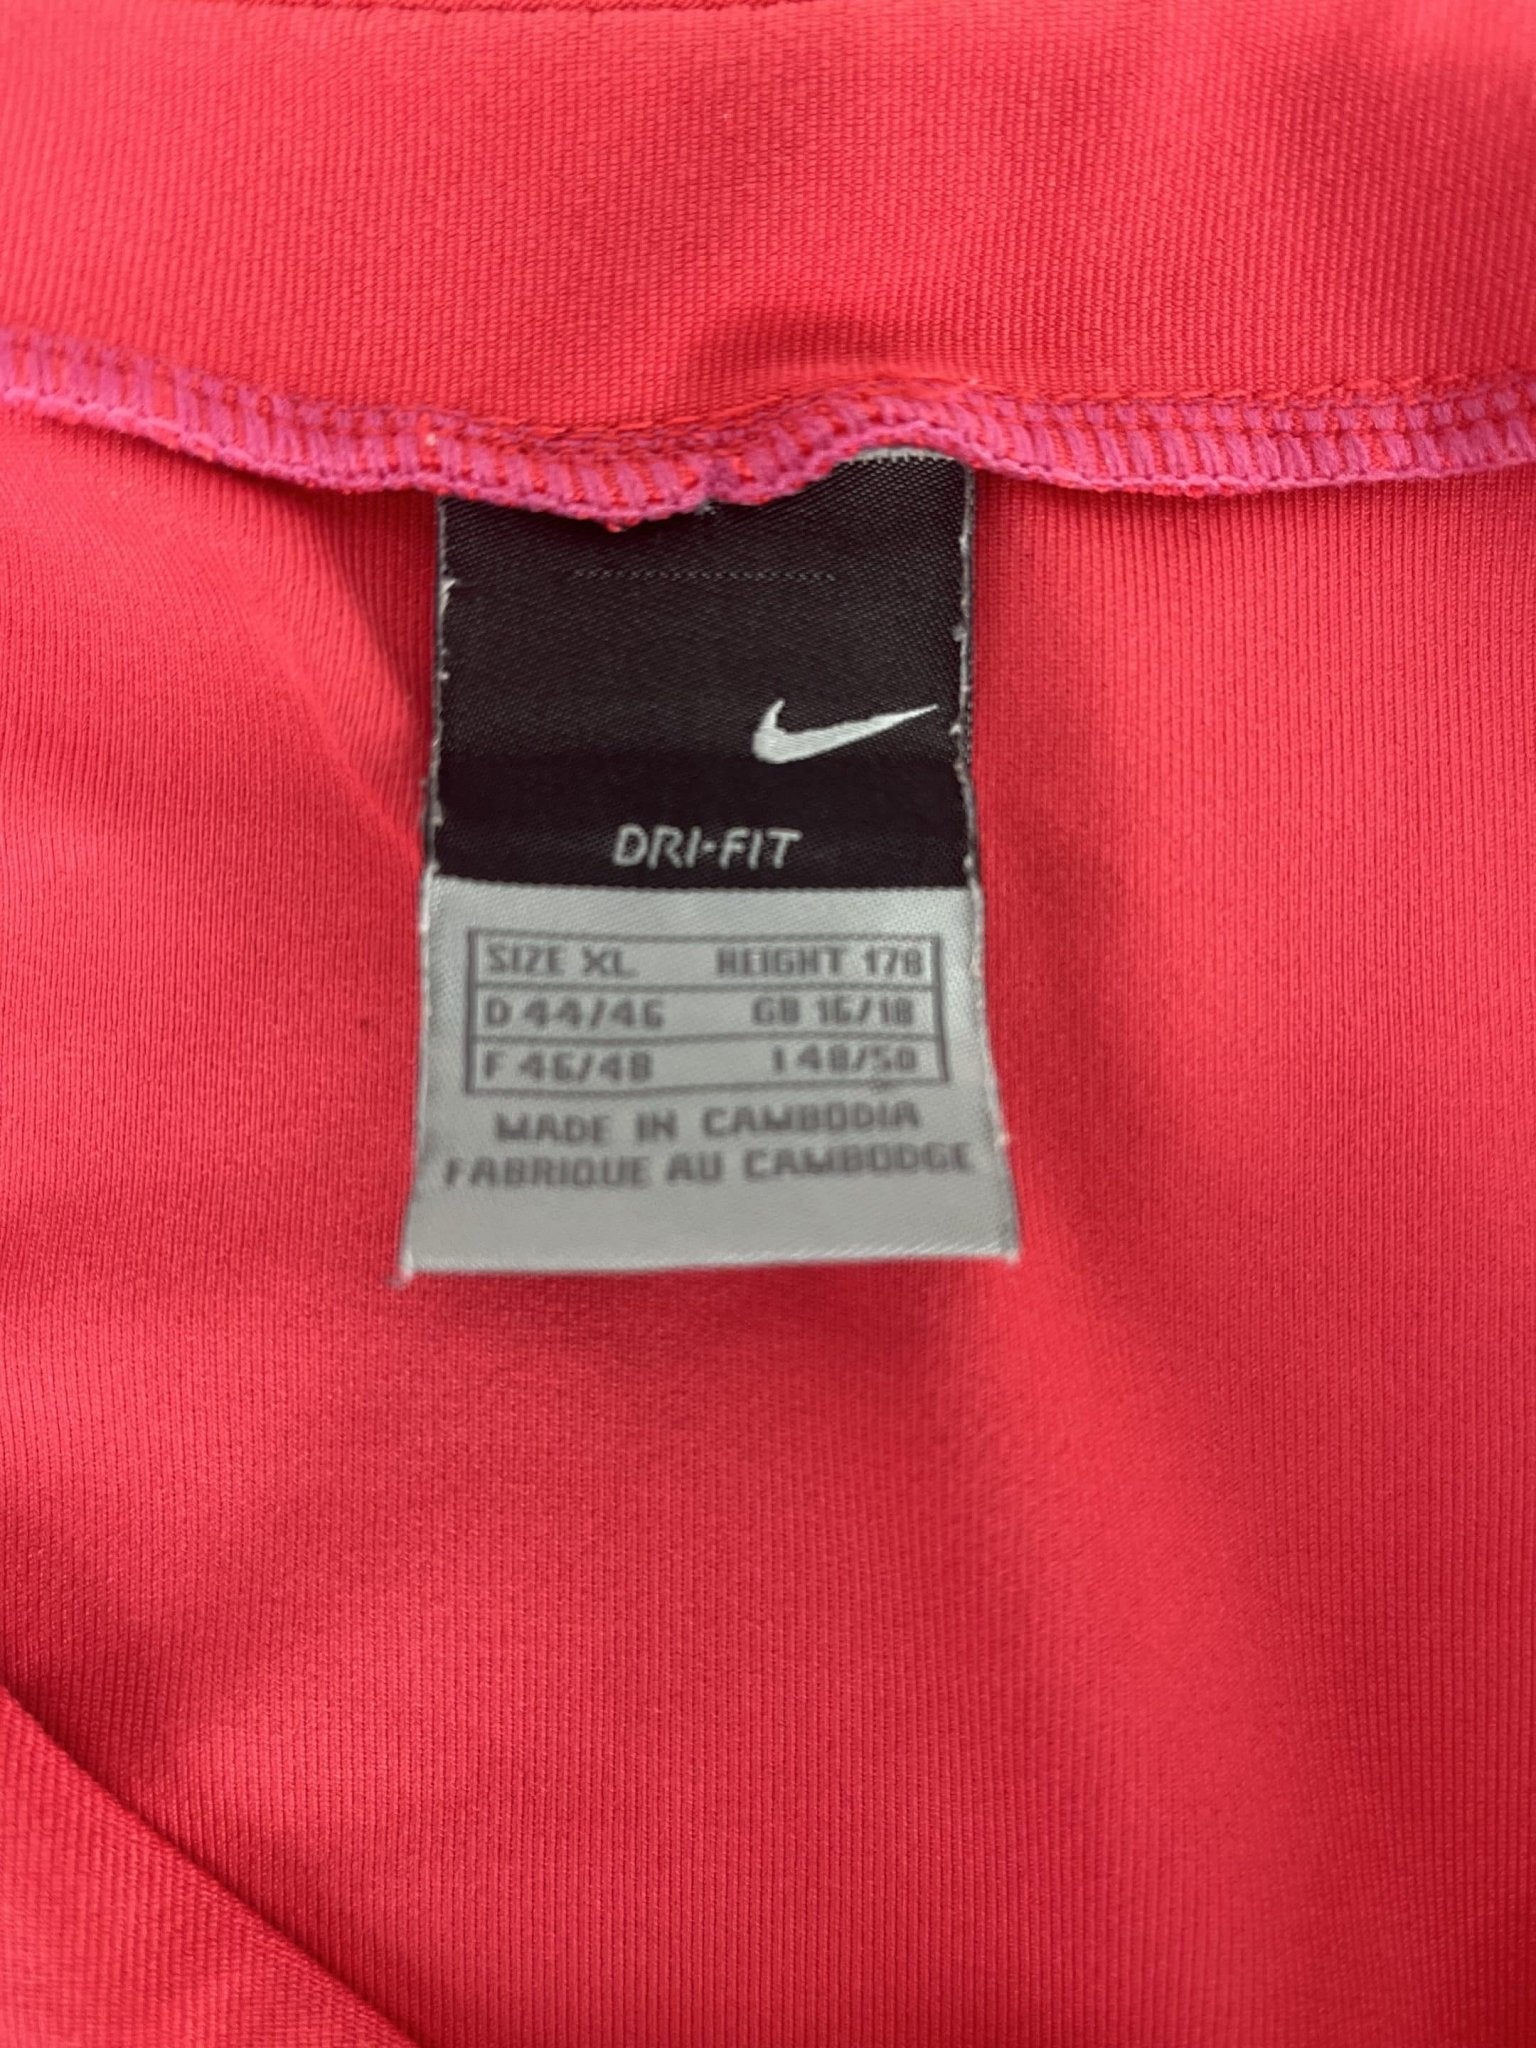 DRI-FIT
SIZE XL HEIGHT 178
D 44/46 GB 16/18
F 46/48 I 48/50
MADE IN CAMBODIA
FABRIQUE AU CAMBODGE